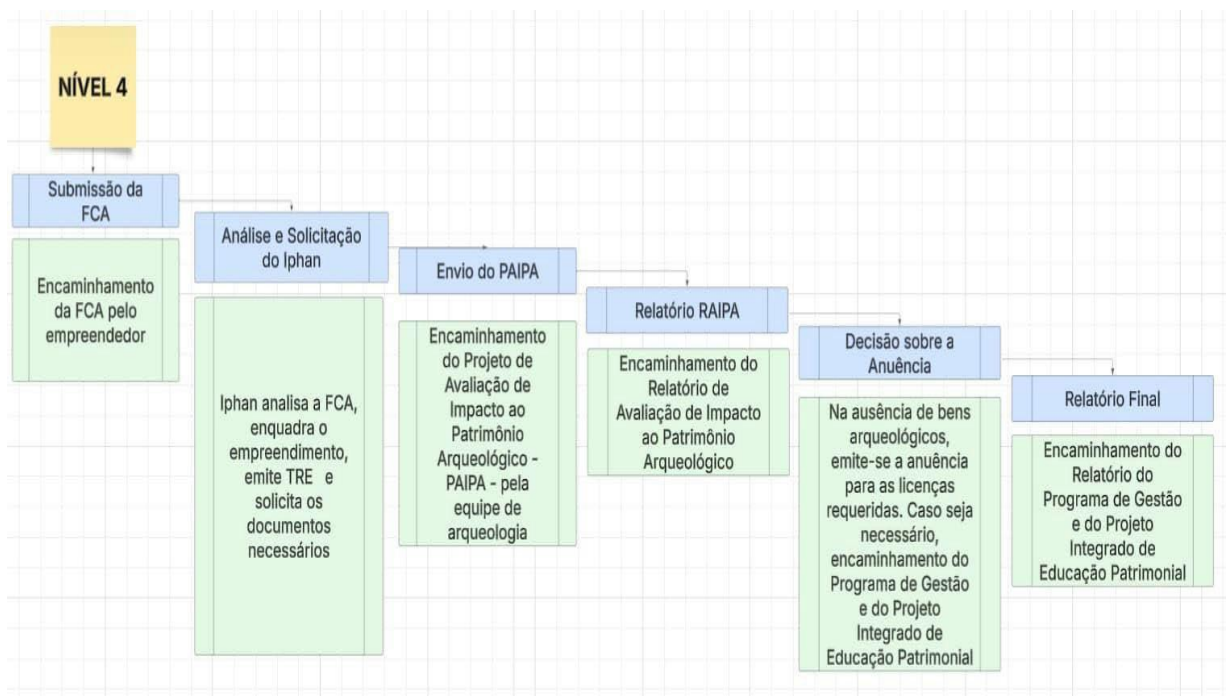 NÍVEL 4
Submissão da
FCA
Encaminhamento
da FCA pelo
empreendedor
Análise e Solicitação
do Iphan
Iphan analisa a FCA,
enquadra o
empreendimento,
emite TRE e
solicita os
documentos
necessários
Envio do PAIPA
Encaminhamento
do Projeto de
Avaliação de
Impacto ao
Patrimônio
Arqueológico -
PAIPA - pela
equipe de
arqueologia
Relatório RAIPA
Encaminhamento do
Relatório de
Avaliação de Impacto
ao Patrimônio
Arqueológico
Decisão sobre a
Anuência
Na ausência de bens
arqueológicos,
emite-se a anuência
para as licenças
requeridas. Caso seja
necessário,
encaminhamento do
Programa de Gestão
e do Projeto
Integrado de
Educação Patrimonial
Relatório Final
Encaminhamento do
Relatório do
Programa de Gestão
e do Projeto
Integrado de
Educação Patrimonial